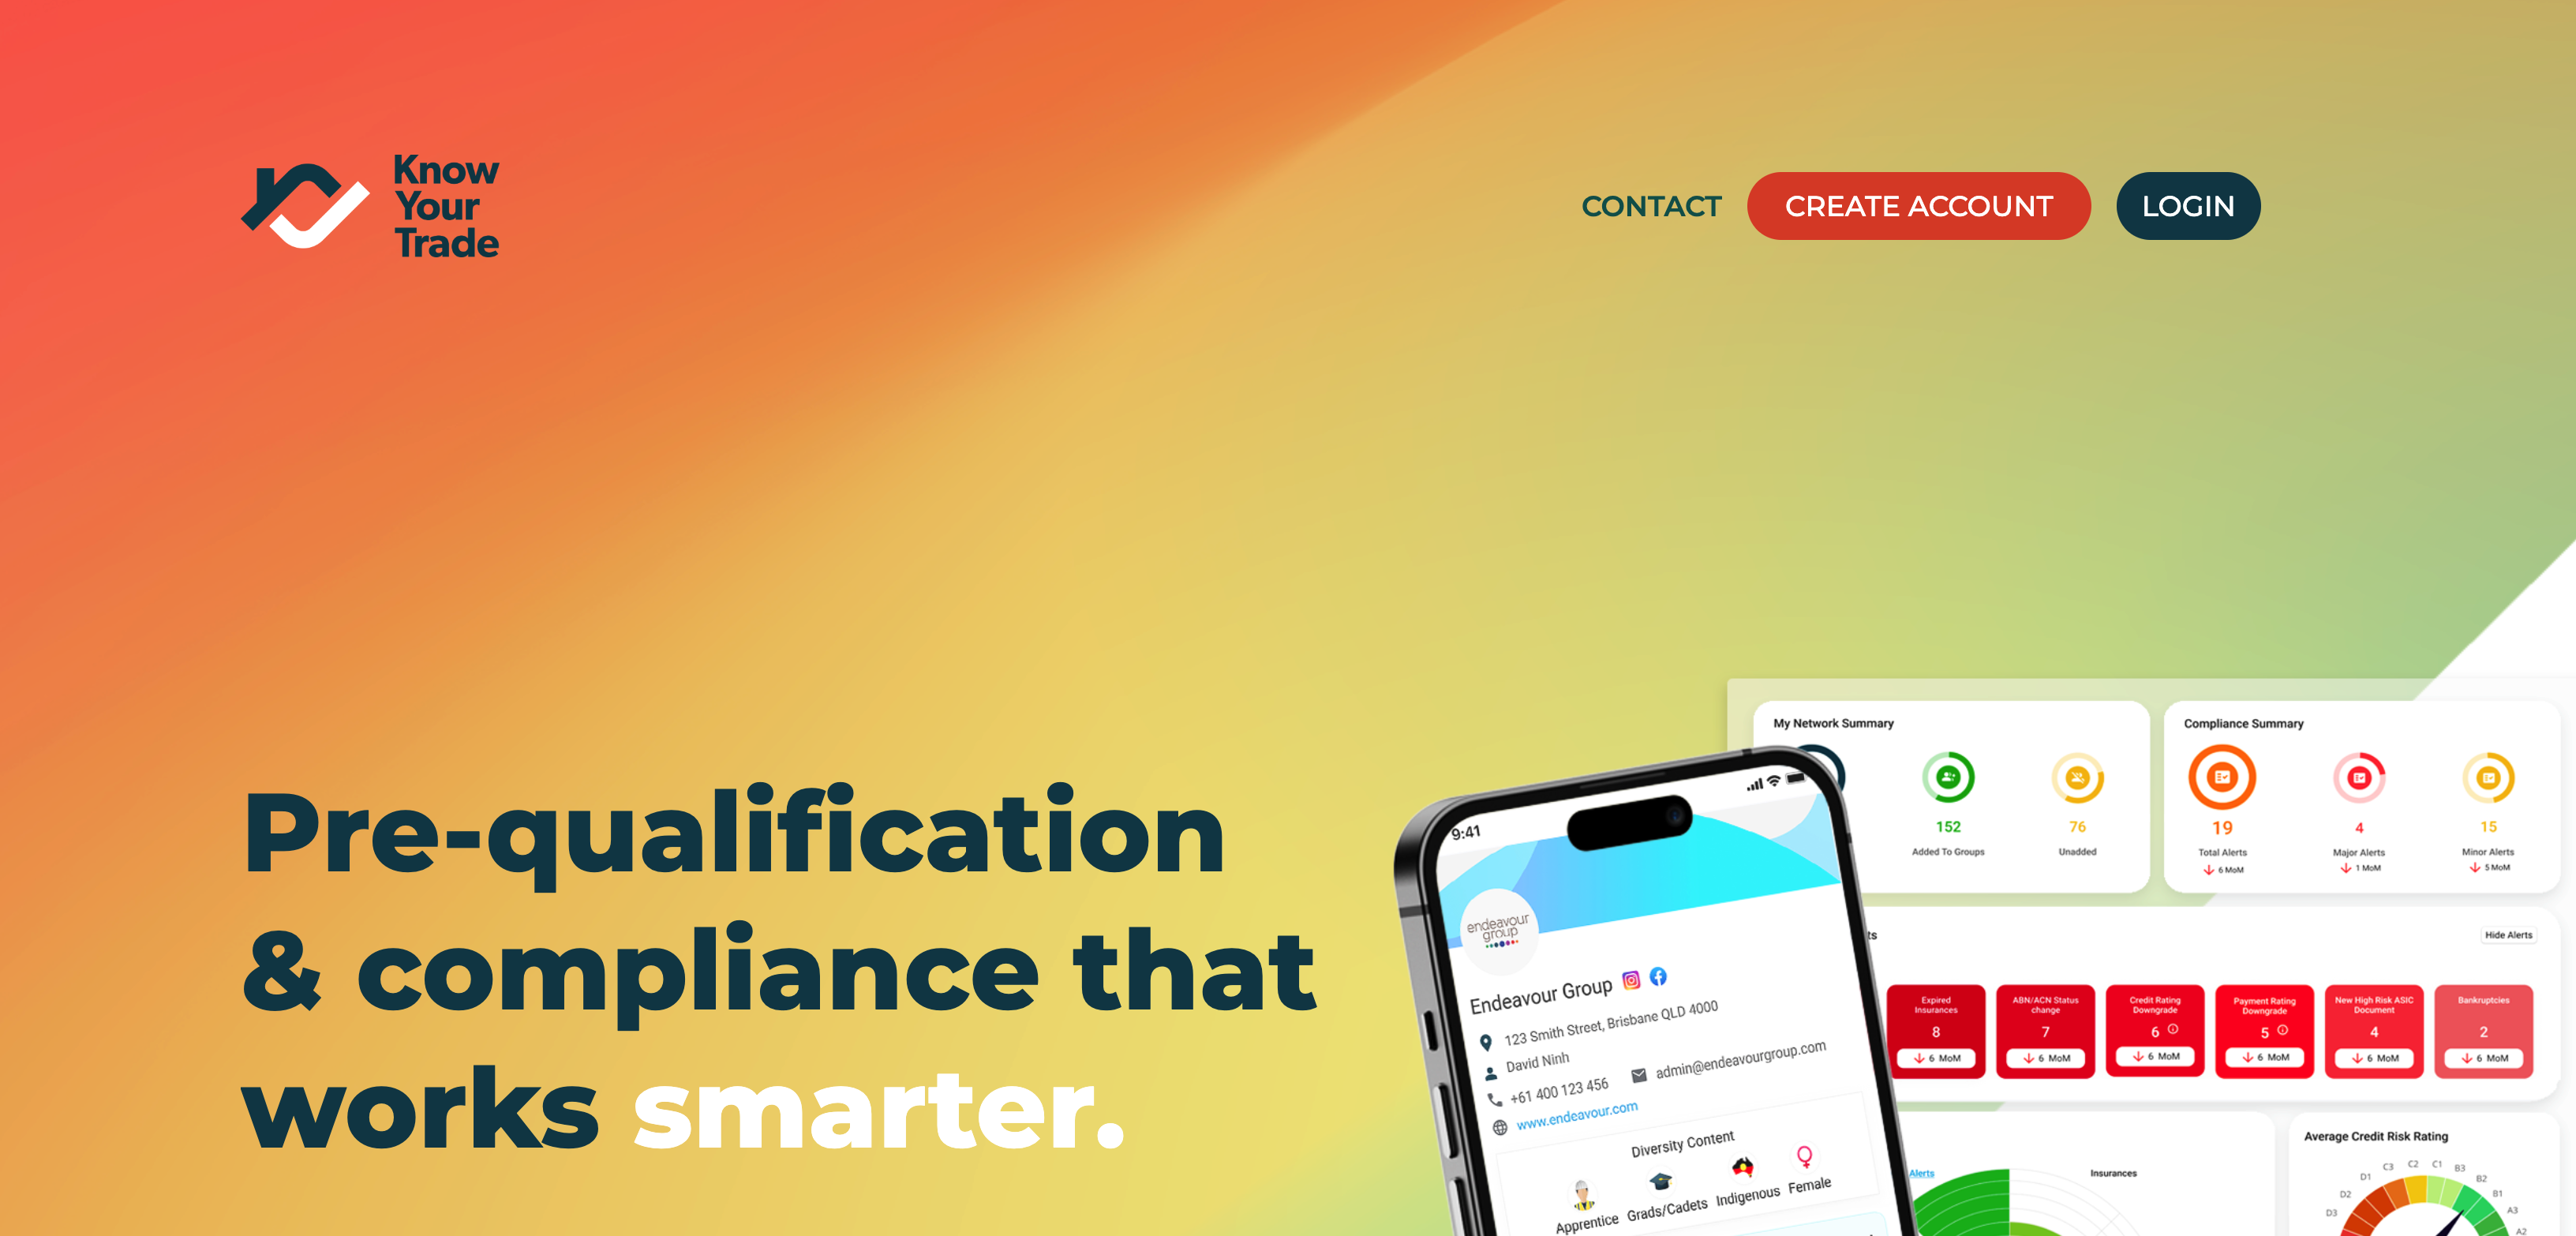 Know
Your
Trade
CONTACT
CREATE ACCOUNT
LOGIN
Pre-qualification
& compliance that
works smarter.
9:41
endeavour
group
Endeavour Group
123 Smith Street, Brisbane QLD 4000
David Ninh
+61 400 123 456
admin@endeavourgroup.com
www.endeavour.com
Diversity Content
Apprentice
Grads/Cadets
Indigenous
Female
My Network Summary
152
Added To Groups
76
Unadded
Compliance Summary
19
Total Alerts
6 MoM
4
Major Alerts
1 MoM
15
Minor Alerts
5 MoM
ts
Hide Alerts
Expired
Insurances
8
6 MoM
ABN/ACN Status
change
7
6 MoM
Credit Rating
Downgrade
6
6 MoM
Payment Rating
Downgrade
5
6 MoM
New High Risk ASIC
Document
4
6 MoM
Bankruptcies
2
6 MoM
Alerts
Insurances
Average Credit Risk Rating
D3
D2
D1
C3
C2
C1
B3
B2
B1
A3
A2